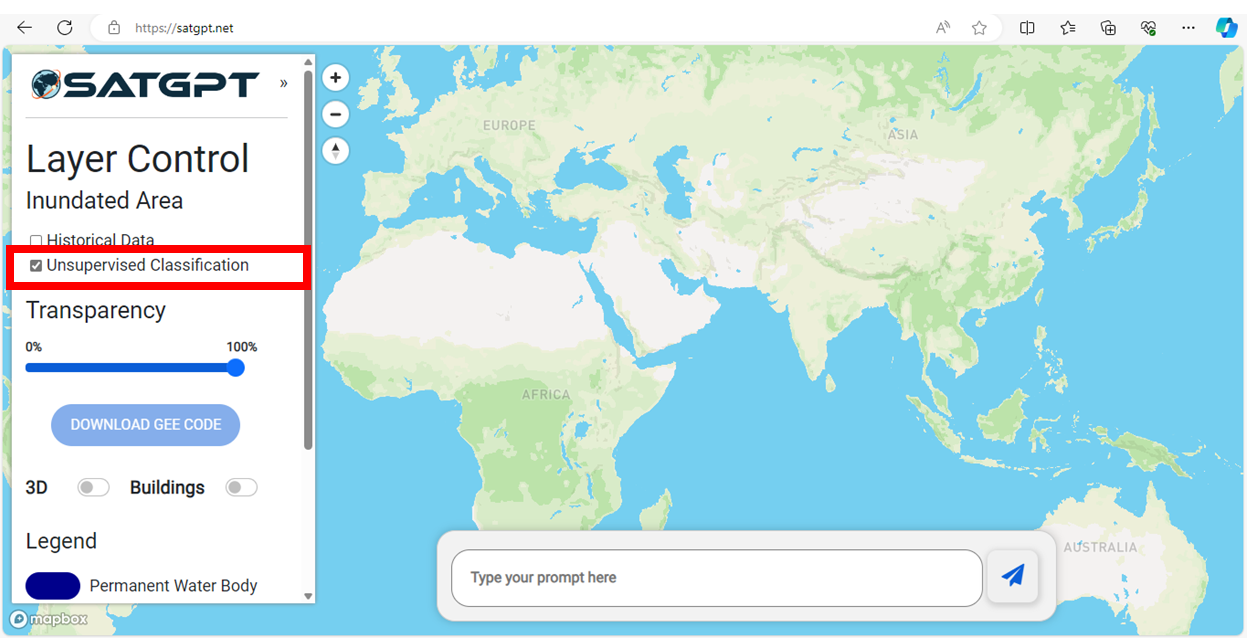 https://satgpt.net
SATGPT »
Layer Control
Inundated Area
Historical Data
Unsupervised Classification
Transparency
0% 100%
DOWNLOAD GEE CODE
3D Buildings
Legend
Permanent Water Body
mapbox
EUROPE
ASIA
AFRICA
AUSTRALIA
Type your prompt here